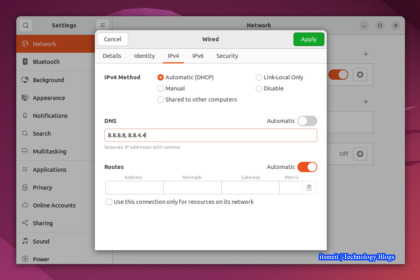 Settings
Network
Network
Bluetooth
Background
Appearance
Notifications
Search
Multitasking
Applications
Privacy
Online Accounts
Sharing
Sound
Power
Cancel
Wired
Apply
Details
Identity
IPv4
IPv6
Security
IPv4 Method
Automatic (DHCP)
Link-Local Only
Manual
Disable
Shared to other computers
DNS
Automatic
8.8.8.8, 8.8.4.4
Separate IP addresses with commas
Routes
Automatic
Address
Netmask
Gateway
Metric
Use this connection only for resources on its network
Off